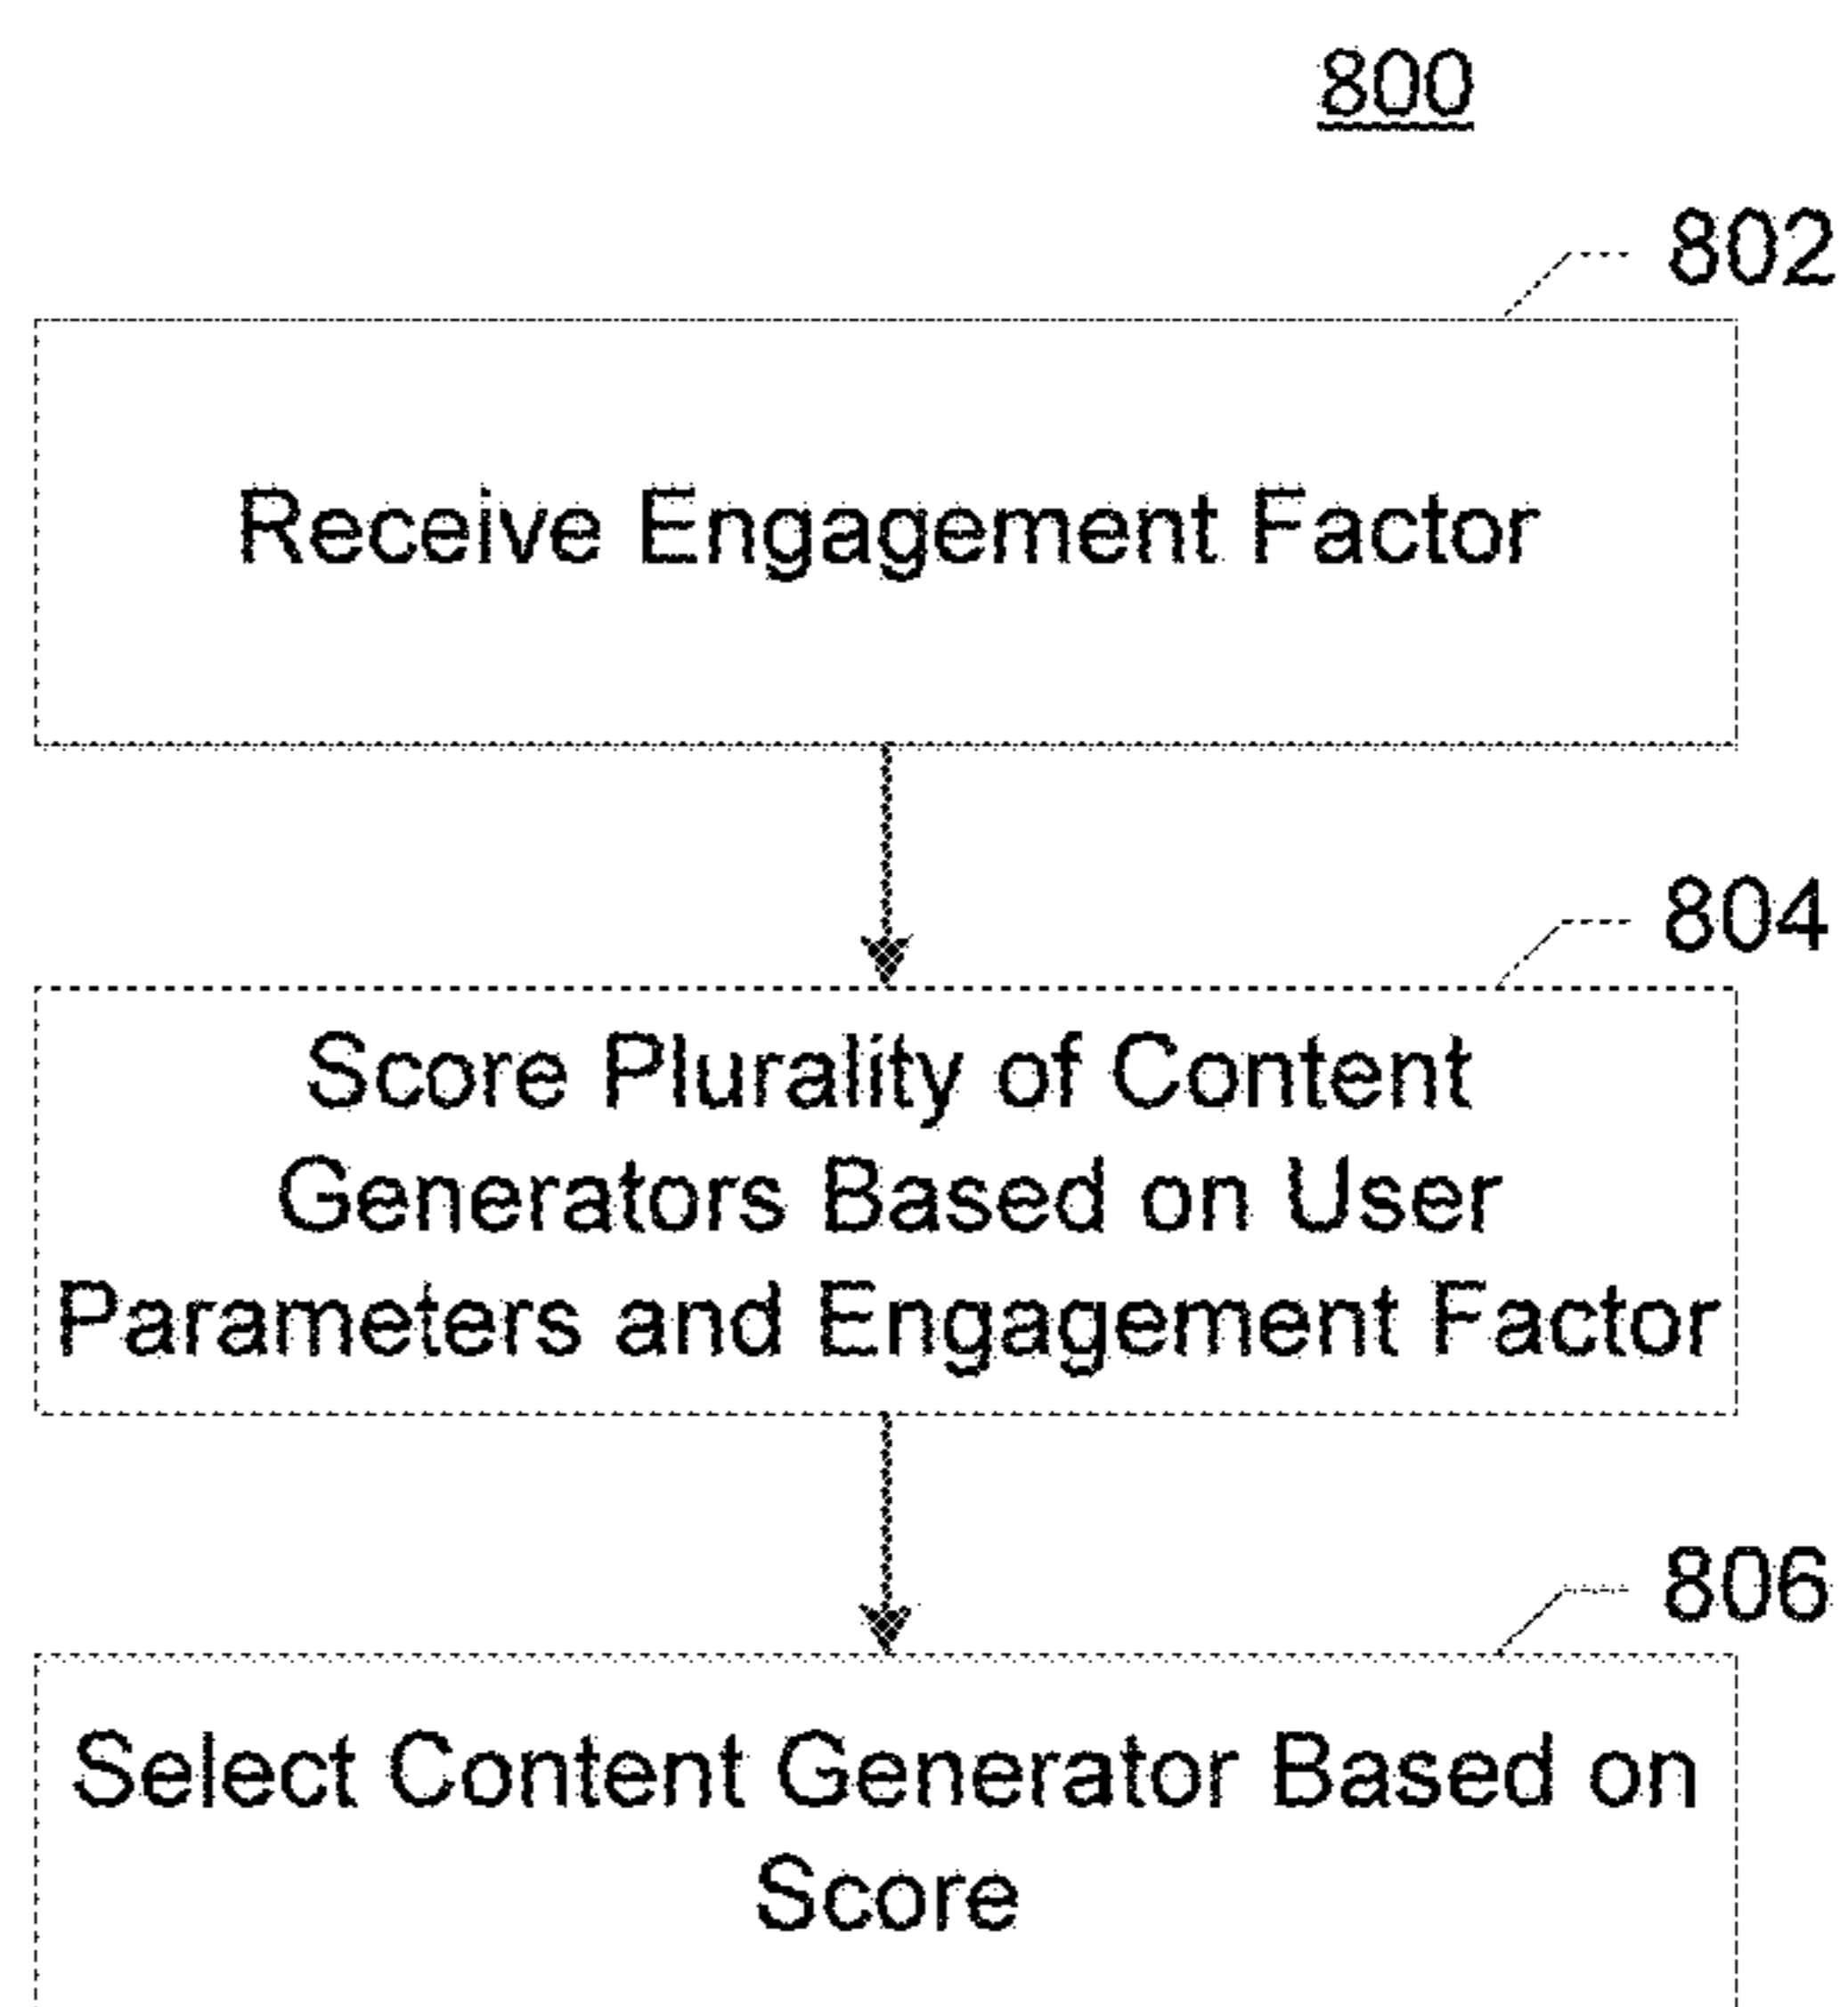 800
802
Receive Engagement Factor
804
Score Plurality of Content
Generators Based on User
Parameters and Engagement Factor
806
Select Content Generator Based on
Score